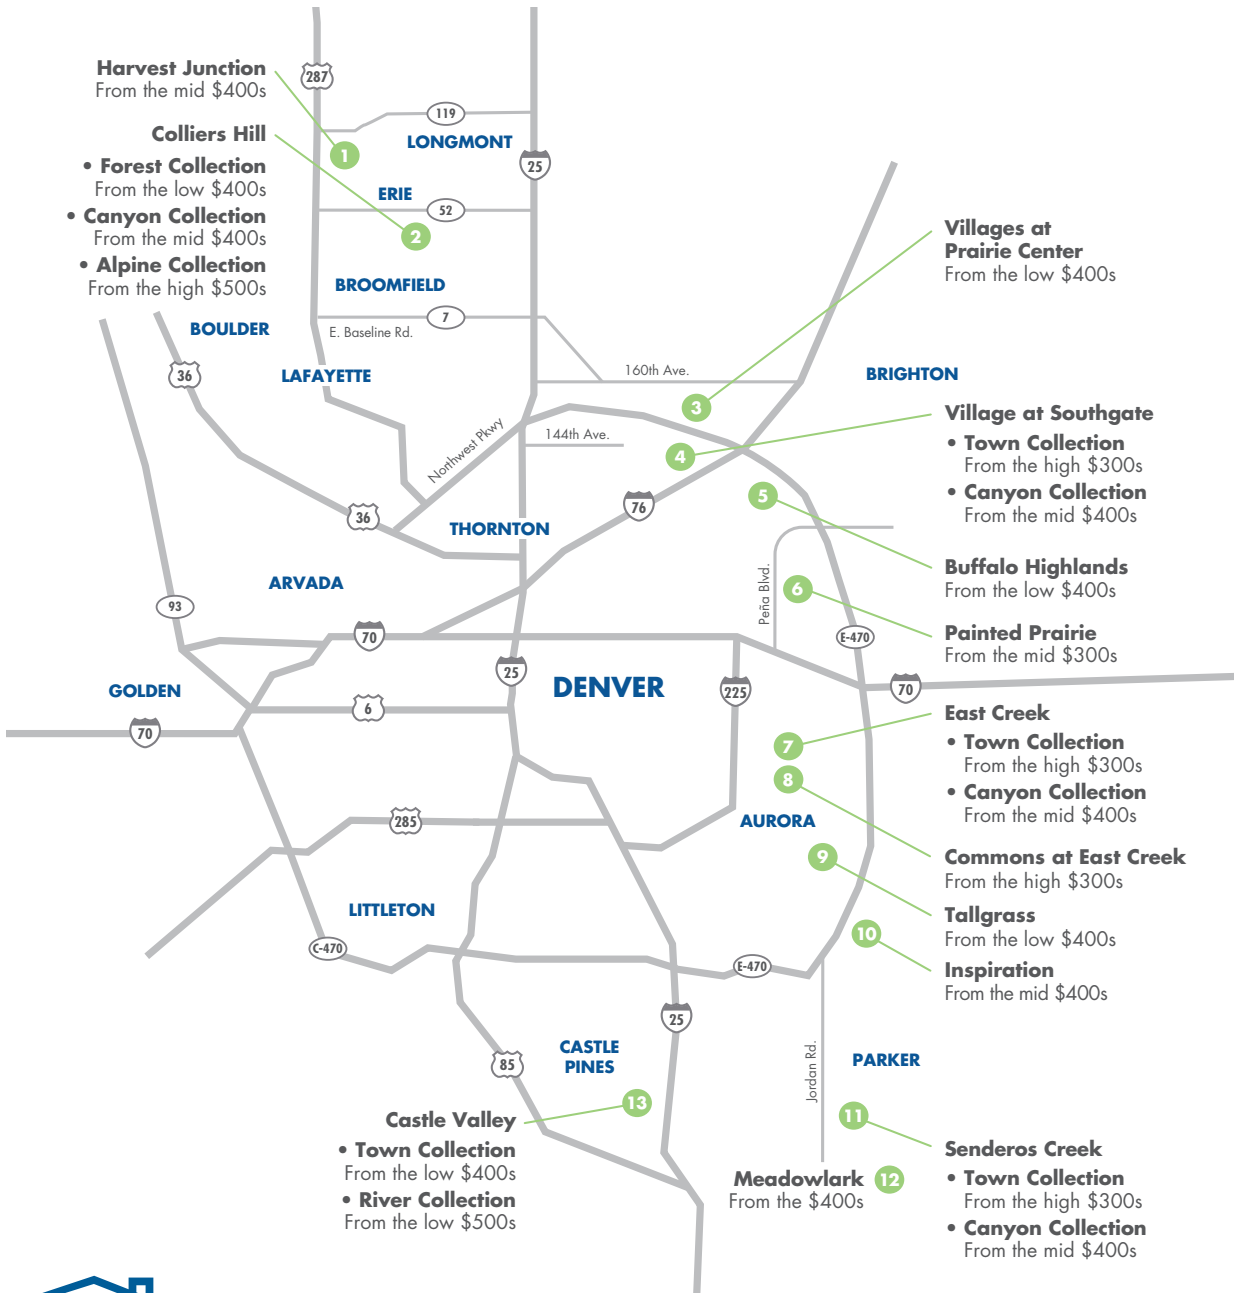 Harvest Junction
From the mid $400s
Colliers Hill
• Forest Collection
From the low $400s
• Canyon Collection
From the mid $400s
• Alpine Collection
From the high $500s
287
119
LONGMONT
1
25
ERIE
52
2
BROOMFIELD
7
E. Baseline Rd.
BOULDER
36
LAFAYETTE
160th Ave.
BRIGHTON
Villages at
Prairie Center
From the low $400s
3
Northwest Pkwy
144th Ave.
4
Village at Southgate
• Town Collection
From the high $300s
• Canyon Collection
From the mid $400s
5
76
36
THORNTON
ARVADA
Buffalo Highlands
From the low $400s
Peña Blvd.
6
93
70
E-470
Painted Prairie
From the mid $300s
25
DENVER
225
70
GOLDEN
6
70
East Creek
• Town Collection
From the high $300s
• Canyon Collection
From the mid $400s
7
8
285
AURORA
9
Commons at East Creek
From the high $300s
Tallgrass
From the low $400s
LITTLETON
C-470
10
E-470
Inspiration
From the mid $400s
25
CASTLE
PINES
85
Jordan Rd.
PARKER
13
Castle Valley
• Town Collection
From the low $400s
• River Collection
From the low $500s
11
Meadowlark
From the $400s
12
Senderos Creek
• Town Collection
From the high $300s
• Canyon Collection
From the mid $400s